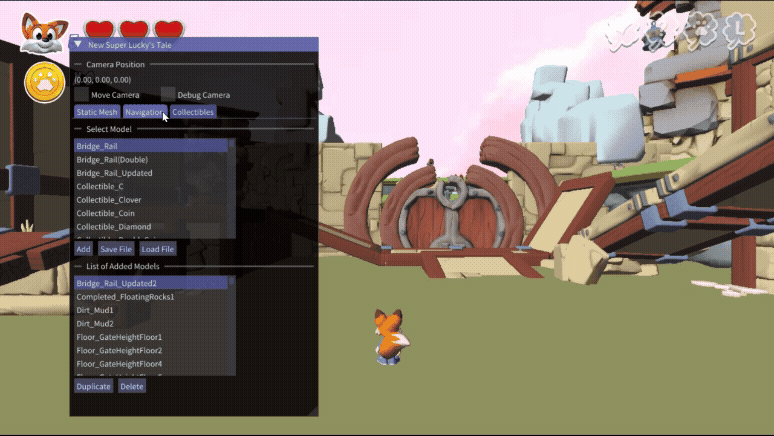 New Super Lucky's Tale
Camera Position
(0.00, 0.00, 0.00)
Move Camera
Debug Camera
Static Mesh
Navigation
Collectibles
Select Model
Bridge_Rail
Bridge_Rail(Double)
Bridge_Rail_Updated
Collectible_C
Collectible_Clover
Collectible_Coin
Collectible_Diamond
Add
Save File
Load File
List of Added Models
Bridge_Rail_Updated2
Completed_FloatingRocks1
Dirt_Mud1
Dirt_Mud2
Floor_GateHeightFloor1
Floor_GateHeightFloor2
Floor_GateHeightFloor4
Duplicate
Delete